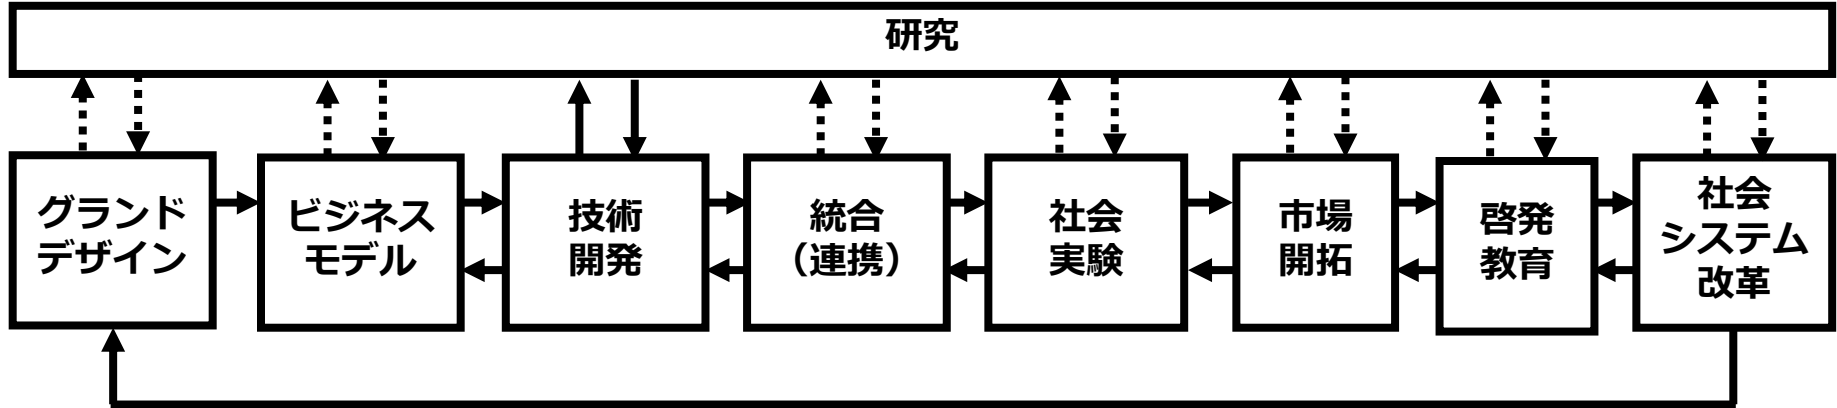 研究
グランド
デザイン
ビジネス
モデル
技術
開発
統合
（連携）
社会
実験
市場
開拓
啓発
教育
社会
システム
改革